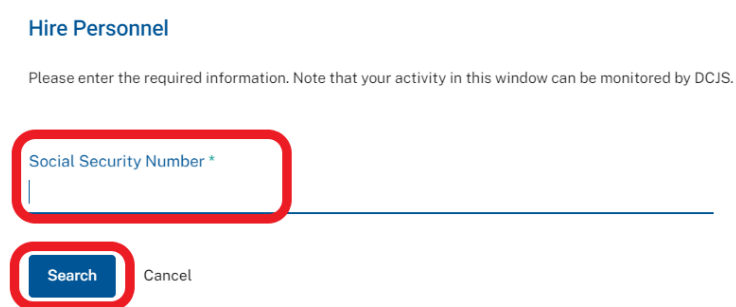 Hire Personnel
Please enter the required information. Note that your activity in this window can be monitored by DCJS.
Social Security Number *
Search Cancel